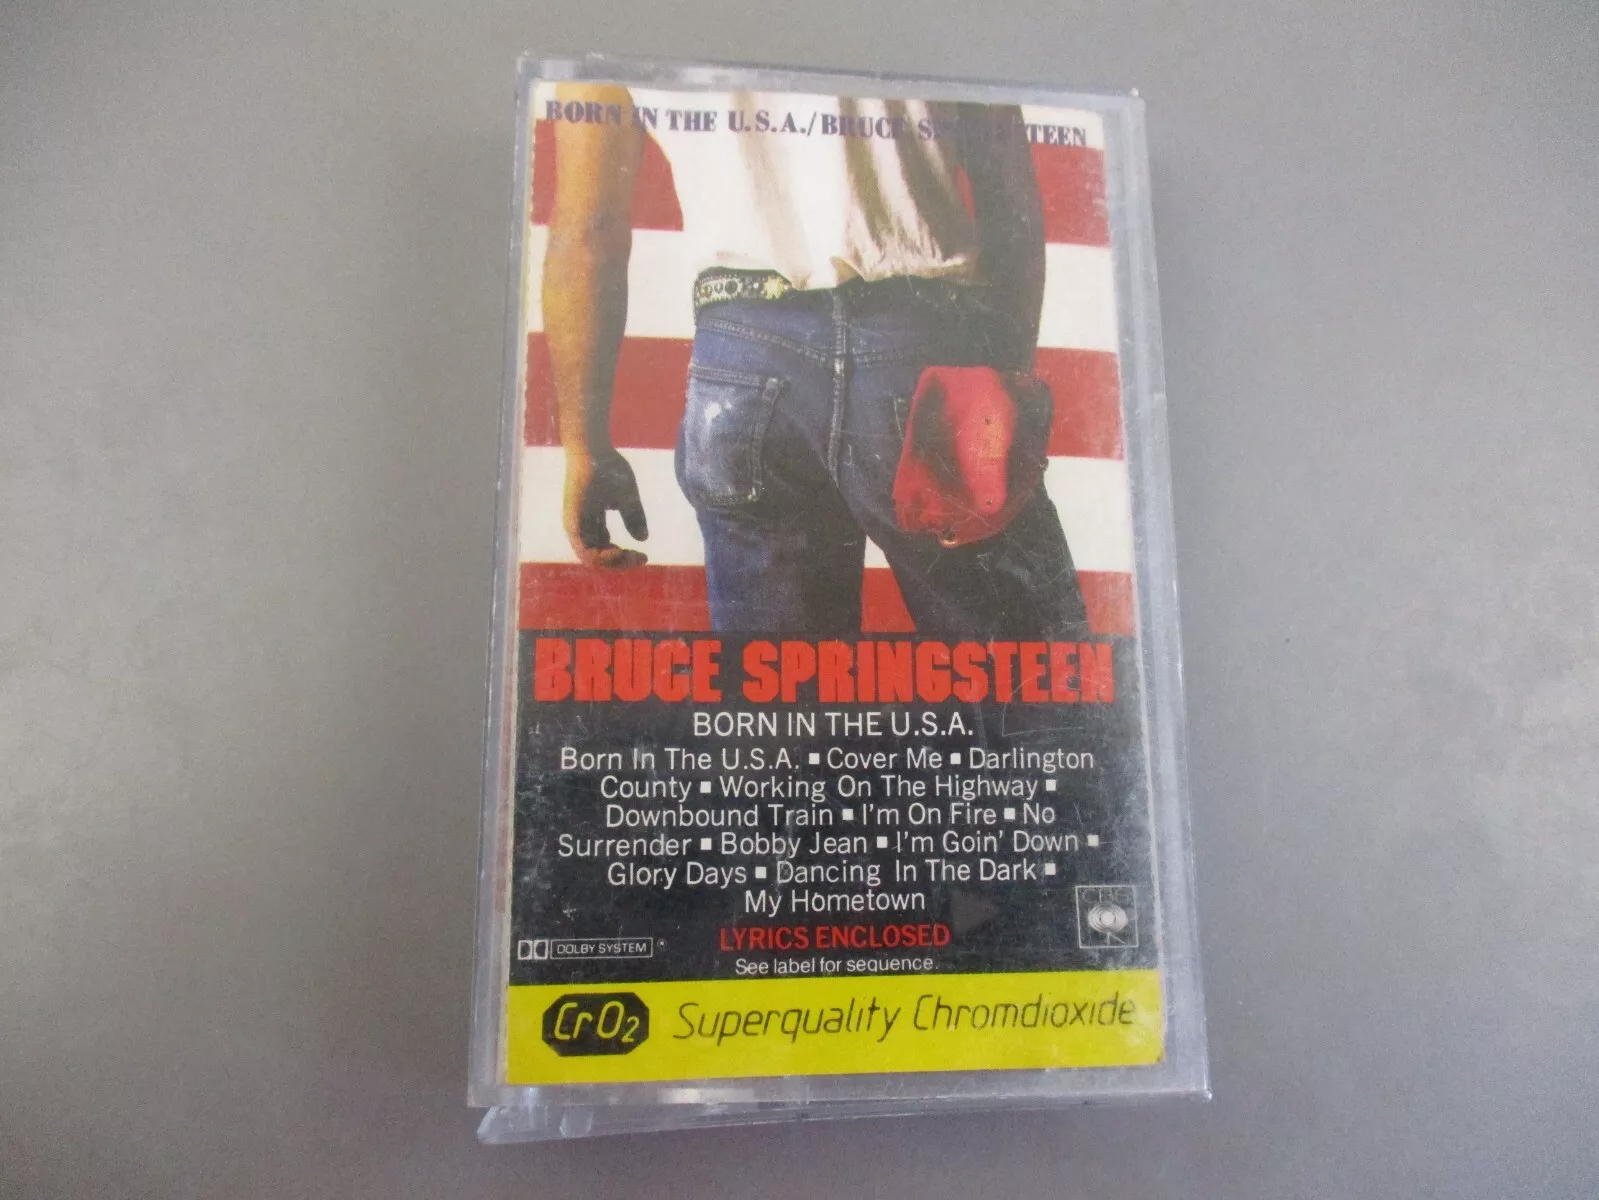 BORN IN THE U.S.A./BRUCE SPRINGSTEEN
BRUCE SPRINGSTEEN
BORN IN THE U.S.A.
Born In The U.S.A. ▪ Cover Me ▪ Darlington
County ▪ Working On The Highway ▪
Downbound Train ▪ I'm On Fire ▪ No
Surrender ▪ Bobby Jean ▪ I'm Goin' Down ▪
Glory Days ▪ Dancing In The Dark ▪
My Hometown
LYRICS ENCLOSED
DOLBY SYSTEM ®
See label for sequence.
CBS
CrO2 Superquality Chromdioxide